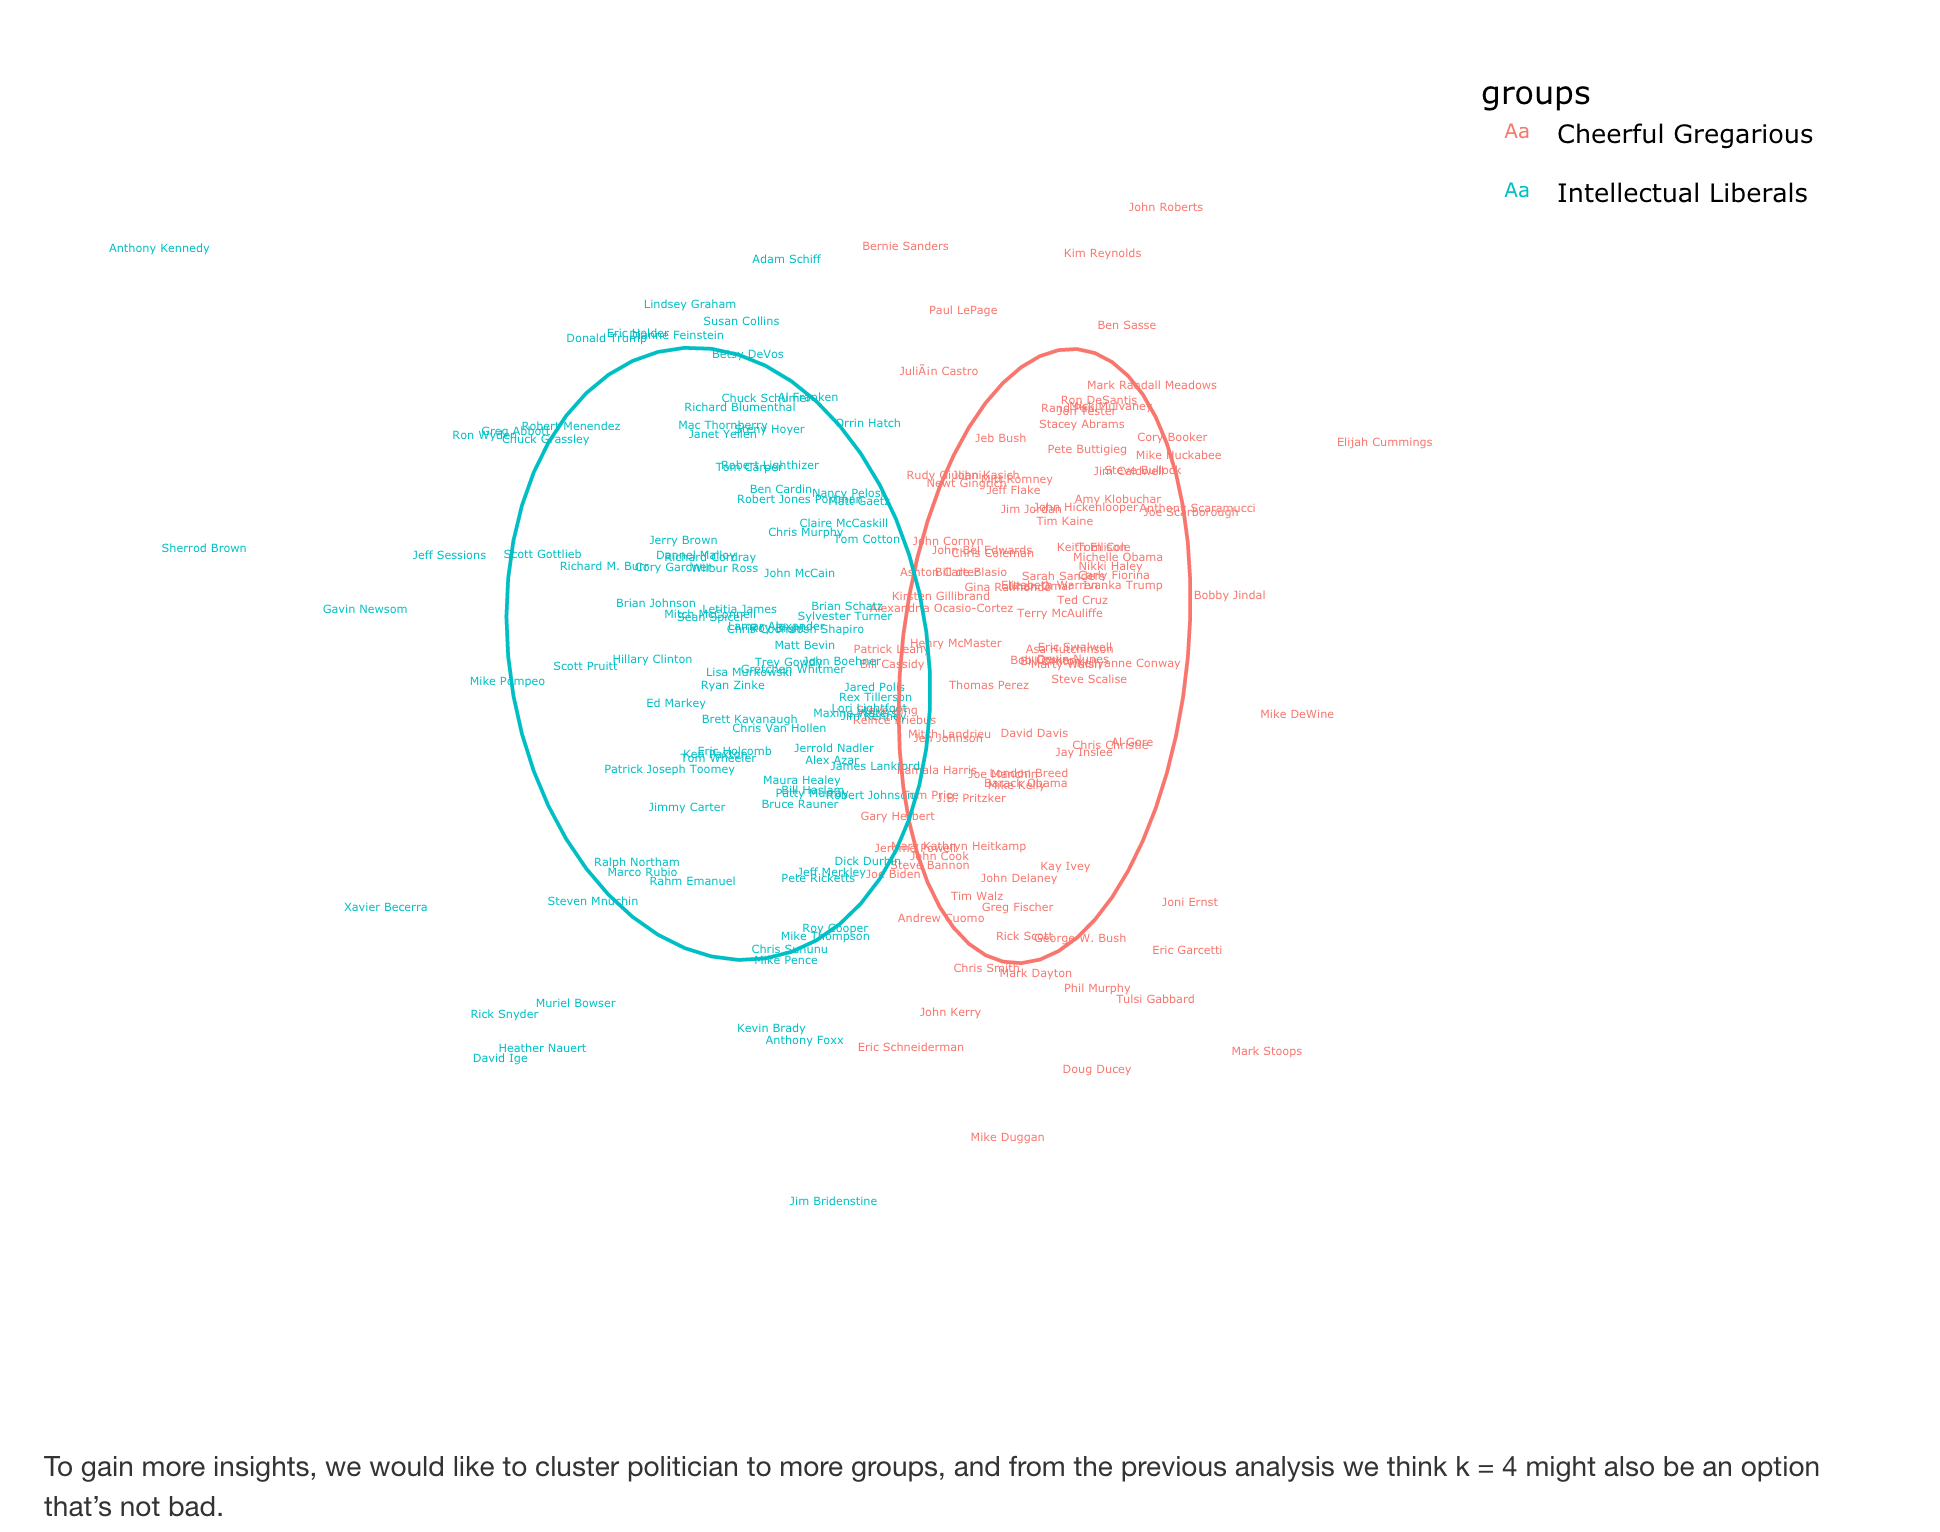 groups
Aa Cheerful Gregarious
Aa Intellectual Liberals
John Roberts
Anthony Kennedy
Bernie Sanders
Kim Reynolds
Adam Schiff
Lindsey Graham
Paul LePage
Susan Collins
Ben Sasse
Eric Holder
Dianne Feinstein
Donald Trump
Betsy DeVos
JuliÃin Castro
Mark Randall Meadows
Chuck Schumer
Al Franken
Ron DeSantis
Richard Blumenthal
Mick Mulvaney
Jon Tester
Orrin Hatch
Stacey Abrams
Mac Thornberry
Robert Menendez
Steny Hoyer
Greg Abbott
Janet Yellen
Ron Wyden
Chuck Grassley
Jeb Bush
Cory Booker
Elijah Cummings
Pete Buttigieg
Mike Huckabee
Robert Lighthizer
Tom Carper
Jim Caldwell
Steve Bullock
Rudy Giuliani
John Kasich
Mitt Romney
Newt Gingrich
Ben Cardin
Jeff Flake
Nancy Pelosi
Robert Jones Portman
Matt Gaetz
Amy Klobuchar
John Hickenlooper
Anthony Scaramucci
Jim Jordan
Joe Scarborough
Claire McCaskill
Tim Kaine
Chris Murphy
Jerry Brown
Tom Cotton
John Cornyn
Sherrod Brown
Keith Ellison
Tom Cole
John Bel Edwards
Jeff Sessions
Scott Gottlieb
Dannel Malloy
Chris Coleman
Richard Cordray
Michelle Obama
Richard M. Burr
Cory Gardner
Wilbur Ross
Nikki Haley
John McCain
Ashton Carter
Bill de Blasio
Sarah Sanders
Carly Fiorina
Gina Raimondo
Elizabeth Warren
Ivanka Trump
Kirsten Gillibrand
Bobby Jindal
Brian Johnson
Ted Cruz
Gavin Newsom
Letitia James
Brian Schatz
Alexandria Ocasio-Cortez
Mitch McConnell
Sean Spicer
Sylvester Turner
Terry McAuliffe
Lamar Alexander
Chris Coons
Josh Shapiro
Matt Bevin
Henry McMaster
Patrick Leahy
Eric Swalwell
Asa Hutchinson
Hillary Clinton
Trey Gowdy
John Boehner
Devin Nunes
Scott Pruitt
Bill Cassidy
Marty Walsh
Kellyanne Conway
Lisa Murkowski
Gretchen Whitmer
Mike Pompeo
Ryan Zinke
Jared Polis
Thomas Perez
Steve Scalise
Rex Tillerson
Ed Markey
Lori Lightfoot
Maxine Waters
Jim Kenney
Mike DeWine
Brett Kavanaugh
Reince Priebus
Chris Van Hollen
Mitch Landrieu
David Davis
Jeh Johnson
Al Gore
Chris Christie
Eric Holcomb
Jerrold Nadler
Jay Inslee
Ken Paxton
Tom Wheeler
Alex Azar
Patrick Joseph Toomey
James Lankford
Kamala Harris
Joe Manchin
London Breed
Maura Healey
Barack Obama
Mike Kelly
Bill Haslam
Patty Murray
Robert Johnson
Tom Price
J.B. Pritzker
Jimmy Carter
Bruce Rauner
Gary Herbert
Jerome Powell
Mary Kathryn Heitkamp
John Cook
Ralph Northam
Dick Durbin
Steve Bannon
Kay Ivey
Marco Rubio
Jeff Merkley
Joe Biden
Rahm Emanuel
Pete Ricketts
John Delaney
Tim Walz
Steven Mnuchin
Joni Ernst
Xavier Becerra
Greg Fischer
Andrew Cuomo
Roy Cooper
Mike Thompson
Rick Scott
George W. Bush
Chris Sununu
Eric Garcetti
Mike Pence
Chris Smith
Mark Dayton
Phil Murphy
Muriel Bowser
Tulsi Gabbard
Rick Snyder
John Kerry
Kevin Brady
Anthony Foxx
Heather Nauert
Eric Schneiderman
Mark Stoops
David Ige
Doug Ducey
Mike Duggan
Jim Bridenstine
To gain more insights, we would like to cluster politician to more groups, and from the previous analysis we think k = 4 might also be an option
that’s not bad.